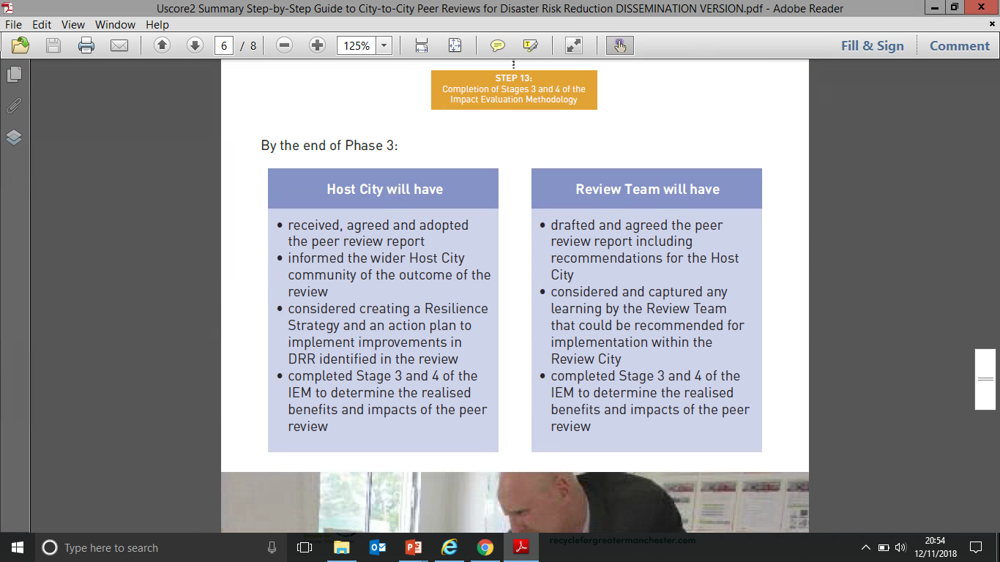 Uscore2 Summary Step-by-Step Guide to City-to-City Peer Reviews for Disaster Risk Reduction DISSEMINATION VERSION.pdf - Adobe Reader
File Edit View Window Help
6 / 8 125% Fill & Sign Comment
STEP 13:
Completion of Stages 3 and 4 of the
Impact Evaluation Methodology
By the end of Phase 3:
Host City will have
• received, agreed and adopted
the peer review report
• informed the wider Host City
community of the outcome of the
review
• considered creating a Resilience
Strategy and an action plan to
implement improvements in
DRR identified in the review
• completed Stage 3 and 4 of the
IEM to determine the realised
benefits and impacts of the peer
review
Review Team will have
• drafted and agreed the peer
review report including
recommendations for the Host
City
• considered and captured any
learning by the Review Team
that could be recommended for
implementation within the
Review City
• completed Stage 3 and 4 of the
IEM to determine the realised
benefits and impacts of the peer
review
recycleforgreatermanchester.com
Type here to search
20:54
12/11/2018